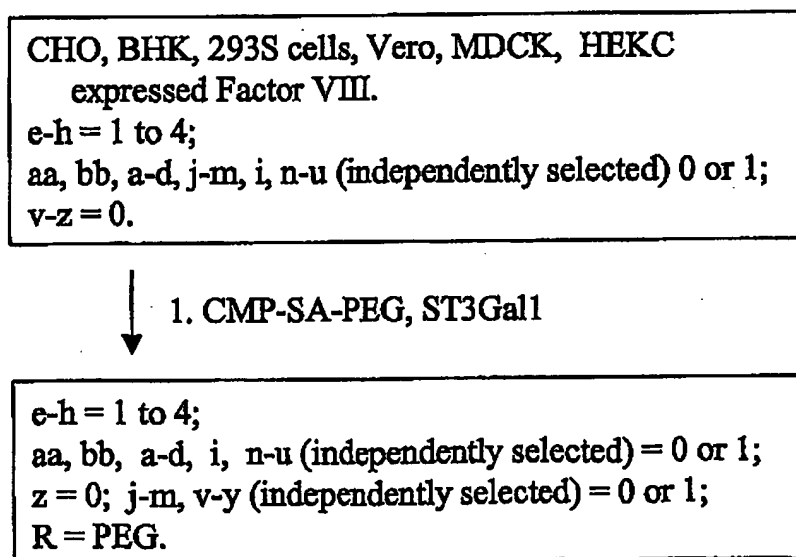 CHO, BHK, 293S cells, Vero, MDCK, HEKC
expressed Factor VIII.
e-h = 1 to 4;
aa, bb, a-d, j-m, i, n-u (independently selected) 0 or 1;
v-z = 0.
1. CMP-SA-PEG, ST3Gal1
e-h = 1 to 4;
aa, bb, a-d, i, n-u (independently selected) = 0 or 1;
z = 0; j-m, v-y (independently selected) = 0 or 1;
R = PEG.